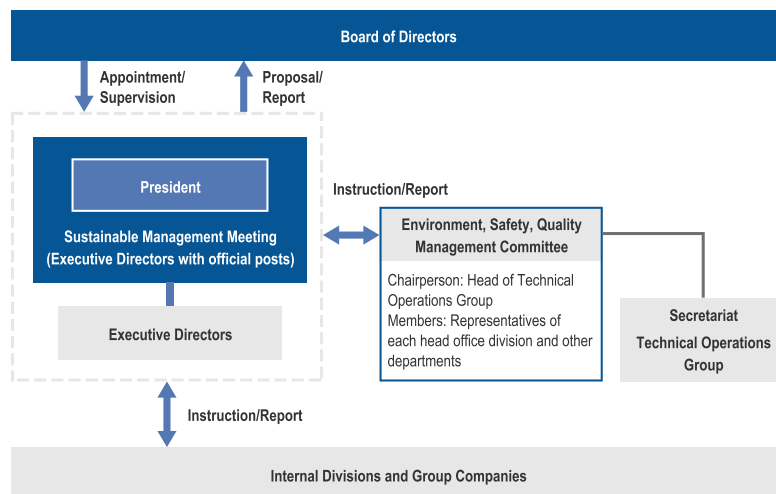 Board of Directors
Appointment/
Supervision
Proposal/
Report
President
Sustainable Management Meeting
(Executive Directors with official posts)
Executive Directors
Instruction/Report
Environment, Safety, Quality
Management Committee
Chairperson: Head of Technical
Operations Group
Members: Representatives of
each head office division and other
departments
Secretariat
Technical Operations
Group
Instruction/Report
Internal Divisions and Group Companies